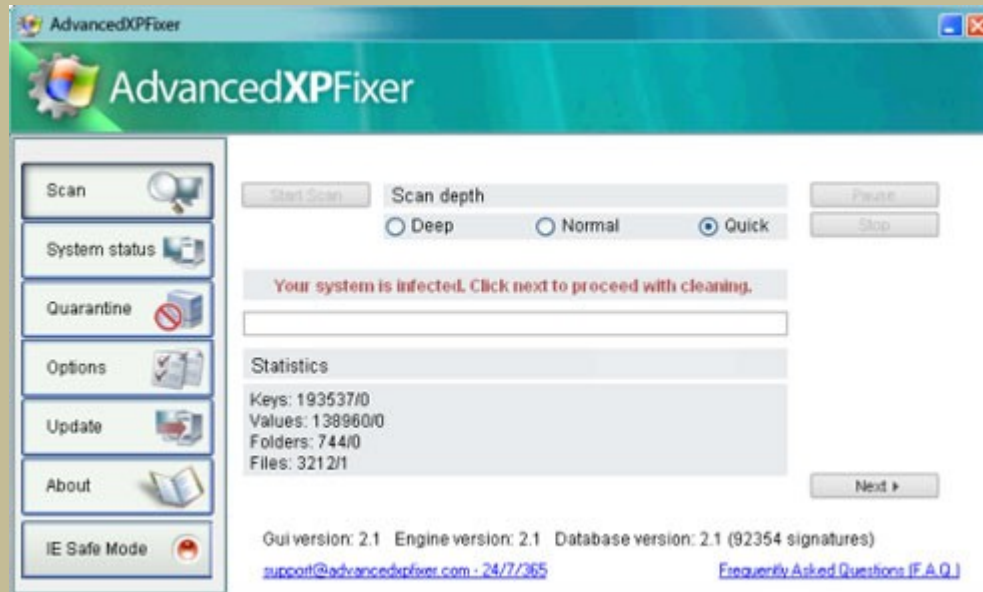 AdvancedXPFixer
AdvancedXPFixer
Scan
System status
Quarantine
Options
Update
About
IE Safe Mode
Start Scan
Scan depth
Deep
Normal
Quick
Pause
Stop
Your system is infected. Click next to proceed with cleaning.
Statistics
Keys: 193537/0
Values: 138960/0
Folders: 744/0
Files: 3212/1
Next
Gui version: 2.1 Engine version: 2.1 Database version: 2.1 (92354 signatures)
support@advancedxpfixer.com - 24/7/365
Frequently Asked Questions (F.A.Q.)